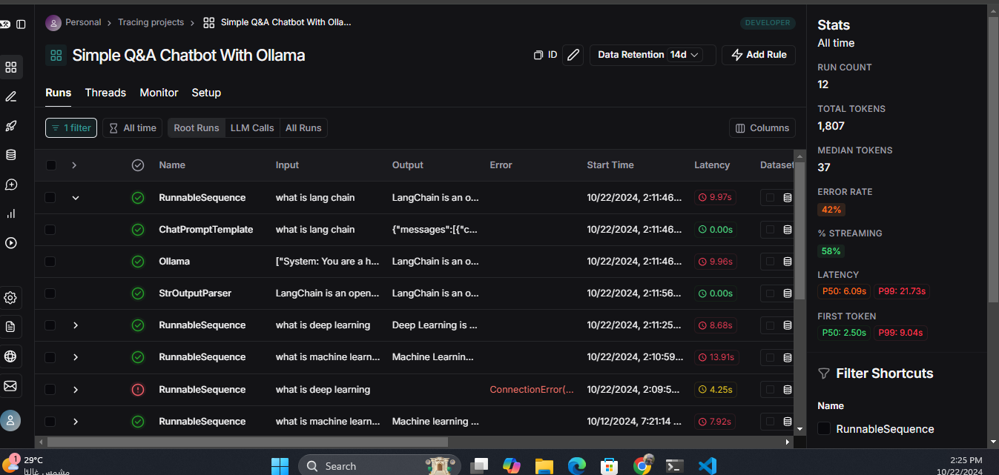 Personal > Tracing projects > Simple Q&A Chatbot With Olla...
DEVELOPER
Simple Q&A Chatbot With Ollama
ID
Data Retention 14d
Add Rule
Runs Threads Monitor Setup
1 filter All time Root Runs LLM Calls All Runs Columns
Name Input Output Error Start Time Latency Dataset
RunnableSequence what is lang chain LangChain is an o... 10/22/2024, 2:11:46... 9.97s
ChatPromptTemplate what is lang chain {"messages":[{"c... 10/22/2024, 2:11:46... 0.00s
Ollama ["System: You are a h... LangChain is an o... 10/22/2024, 2:11:46... 9.96s
StrOutputParser LangChain is an open... LangChain is an o... 10/22/2024, 2:11:56... 0.00s
RunnableSequence what is deep learning Deep Learning is ... 10/22/2024, 2:11:25... 8.68s
RunnableSequence what is machine learn... Machine Learnin... 10/22/2024, 2:10:59... 13.91s
RunnableSequence what is deep learning ConnectionError(... 10/22/2024, 2:09:5... 4.25s
RunnableSequence what is machine learn... Machine learning ... 10/12/2024, 7:21:14 ... 7.92s
Stats
All time
RUN COUNT
12
TOTAL TOKENS
1,807
MEDIAN TOKENS
37
ERROR RATE
42%
% STREAMING
58%
LATENCY
P50: 6.09s P99: 21.73s
FIRST TOKEN
P50: 2.50s P99: 9.04s
Filter Shortcuts
Name
RunnableSequence
1
29°C
مشمس غالبًا
Search
2:25 PM
10/22/2024